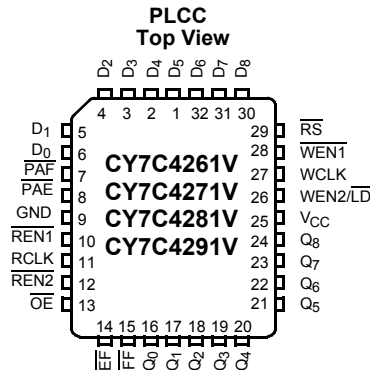 PLCC
Top View
D2 D3 D4 D5 D6 D7 D8
4 3 2 1 32 31 30
D1 5
D0 6
PAF 7
PAE 8
GND 9
REN1 10
RCLK 11
REN2 12
OE 13
CY7C4261V
CY7C4271V
CY7C4281V
CY7C4291V
29 RS
28 WEN1
27 WCLK
26 WEN2/LD
25 VCC
24 Q8
23 Q7
22 Q6
21 Q5
14 15 16 17 18 19 20
EF FF Q0 Q1 Q2 Q3 Q4